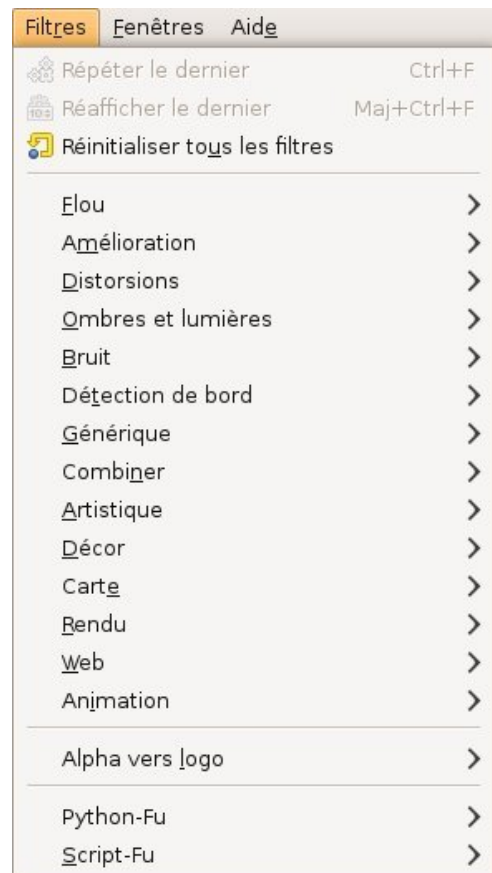 Filtres Fenêtres Aide
Répéter le dernier Ctrl+F
Réafficher le dernier Maj+Ctrl+F
Réinitialiser tous les filtres
Flou
Amélioration
Distorsions
Ombres et lumières
Bruit
Détection de bord
Générique
Combiner
Artistique
Décor
Carte
Rendu
Web
Animation
Alpha vers logo
Python-Fu
Script-Fu